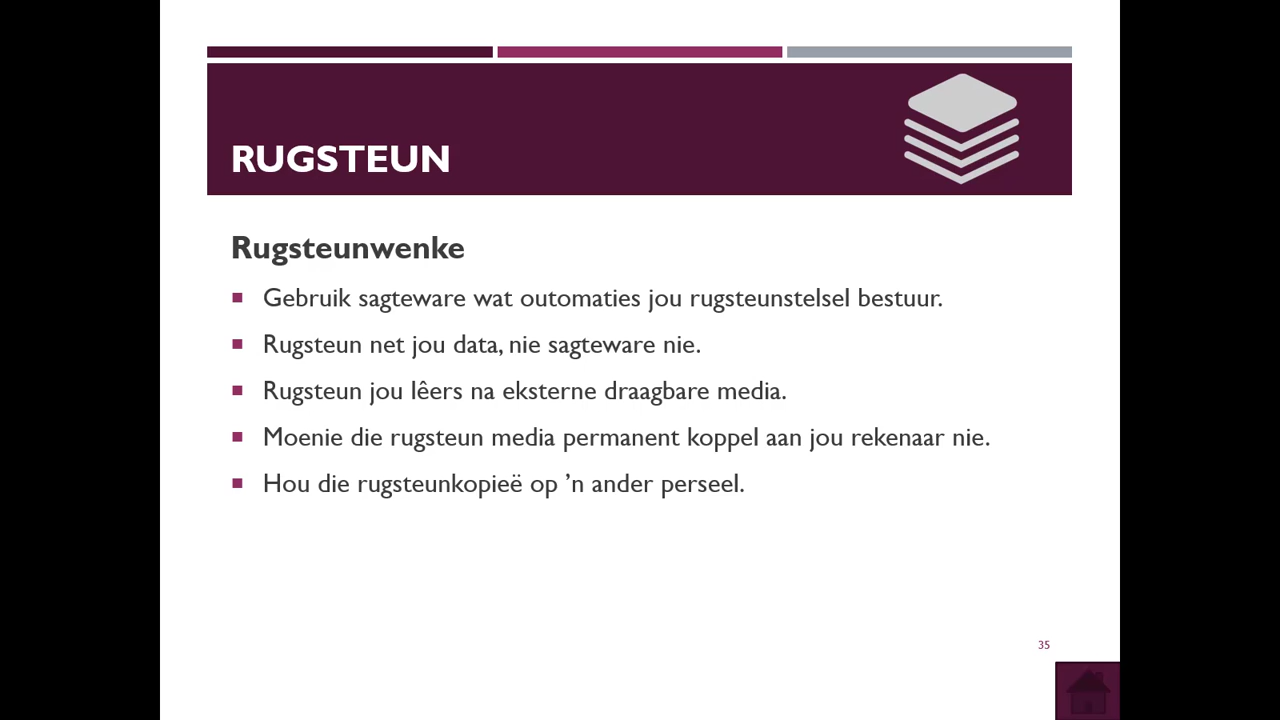 RUGSTEUN
Rugsteunwenke
Gebruik sagteware wat outomaties jou rugsteunstelsel bestuur.
Rugsteun net jou data, nie sagteware nie.
Rugsteun jou lêers na eksterne draagbare media.
Moenie die rugsteun media permanent koppel aan jou rekenaar nie.
Hou die rugsteunkopieë op ’n ander perseel.
35